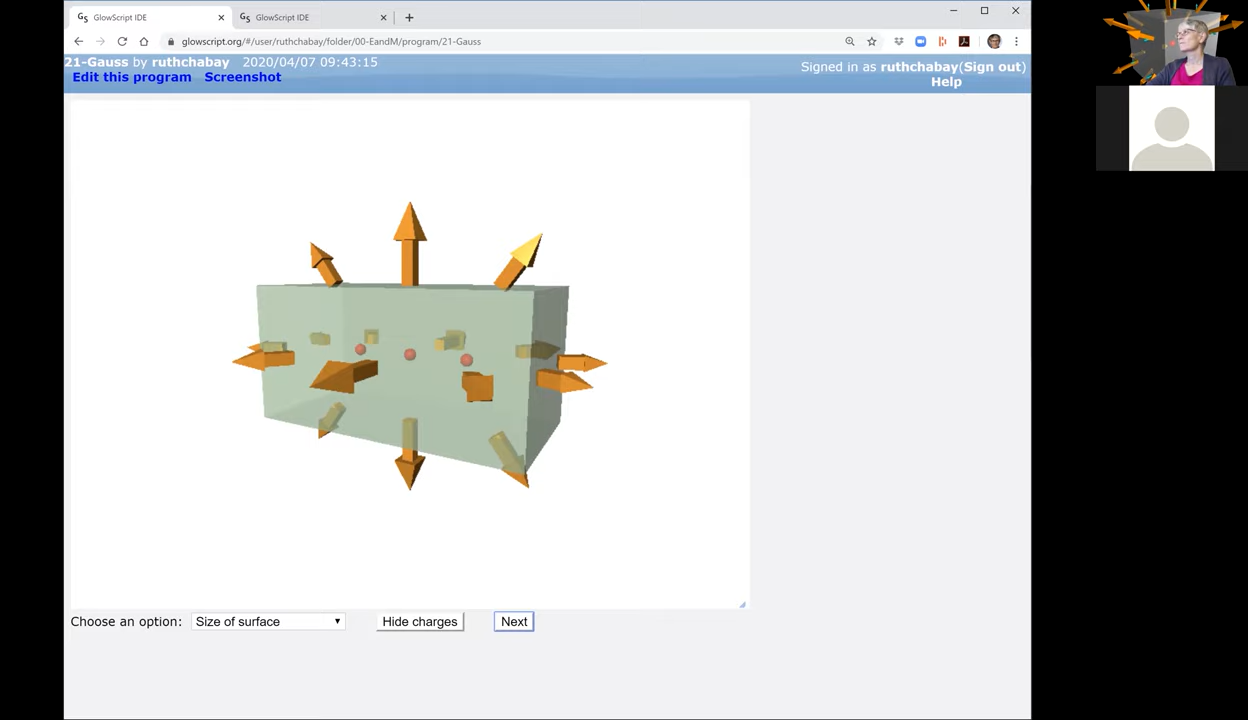 GS GlowScript IDE
GS GlowScript IDE
glowscript.org/#/user/ruthchabay/folder/00-EandM/program/21-Gauss
21-Gauss by ruthchabay 2020/04/07 09:43:15
Signed in as ruthchabay(Sign out)
Edit this program Screenshot
Help
Choose an option: Size of surface Hide charges Next